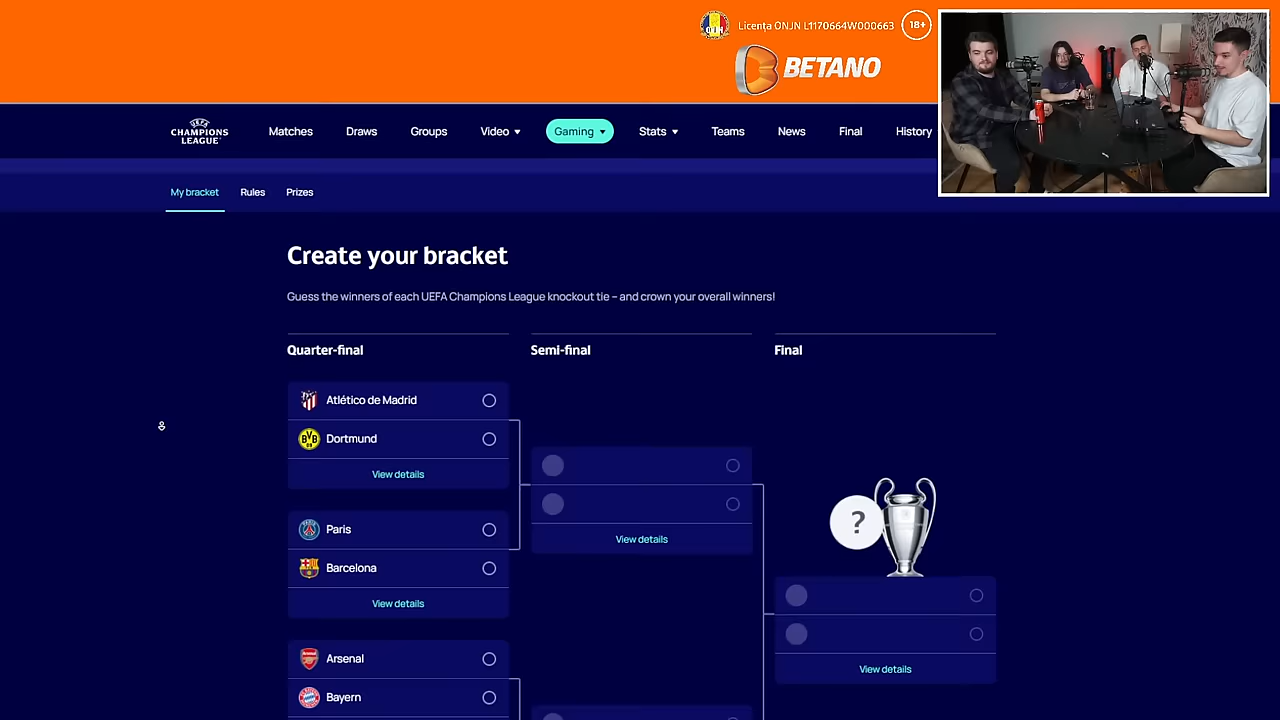 Licența ONJN L1170664W000663
18+
BETANO
UEFA
CHAMPIONS
LEAGUE
Matches
Draws
Groups
Video
Gaming
Stats
Teams
News
Final
History
My bracket
Rules
Prizes
Create your bracket
Guess the winners of each UEFA Champions League knockout tie – and crown your overall winners!
Quarter-final
Semi-final
Final
Atlético de Madrid
BVB
09
Dortmund
View details
Paris
Barcelona
View details
Arsenal
Bayern
View details
?
View details